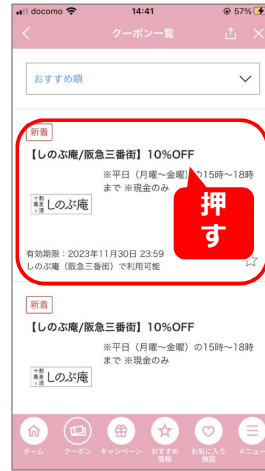 docomo 14:41 57%
クーポン一覧
おすすめ順
新着
【しのぶ庵/阪急三番街】10%OFF
※平日（月曜～金曜）の15時～18時
まで ※現金のみ
しのぶ庵
押
す
有効期限：2023年11月30日 23:59
しのぶ庵（阪急三番街）で利用可能
新着
【しのぶ庵/阪急三番街】10%OFF
※平日（月曜～金曜）の15時～18時
まで ※現金のみ
しのぶ庵
ホーム クーポン キャンペーン おすすめ 情報 お気に入り 施設 メニュー